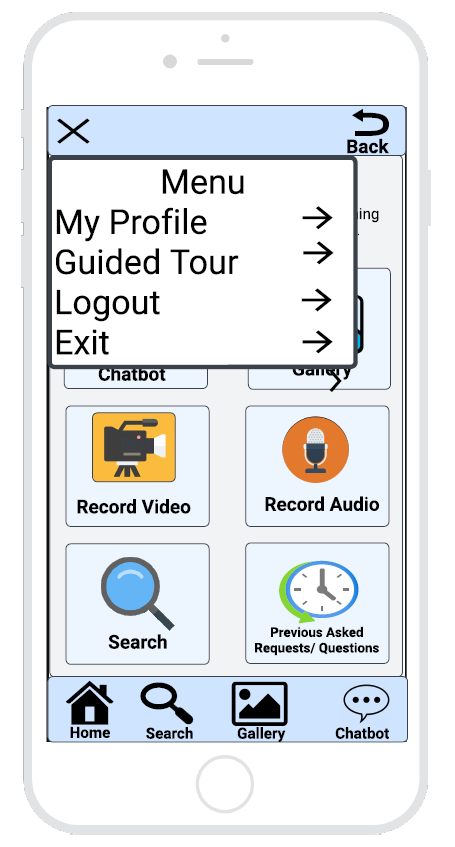 Back
Menu
My Profile
Guided Tour
Logout
Exit
Chatbot
Gallery
Record Video
Record Audio
Search
Previous Asked
Requests/ Questions
Home
Search
Gallery
Chatbot